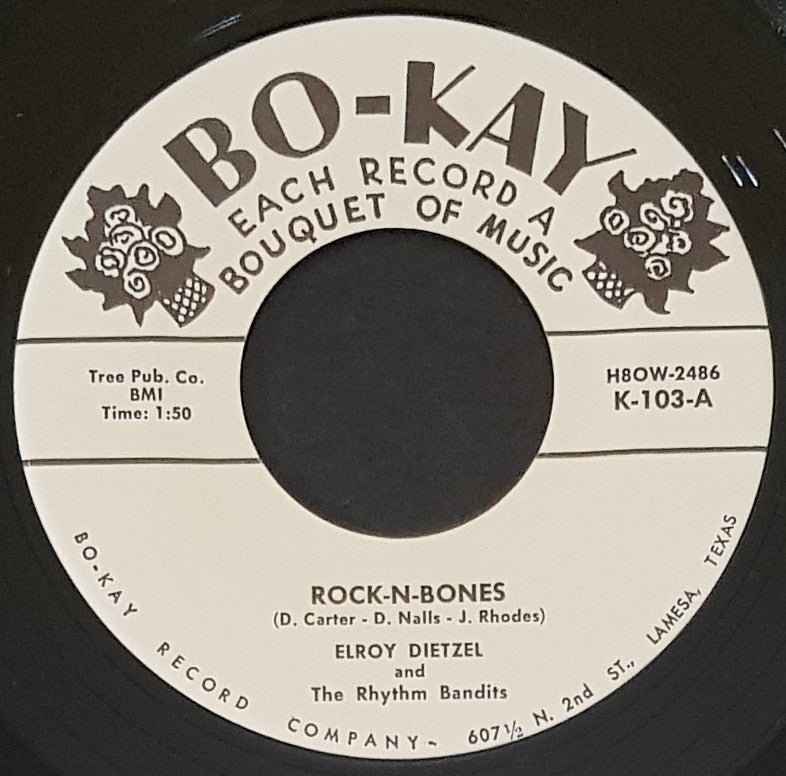 BO-KAY
EACH RECORD A
BOUQUET OF MUSIC
Tree Pub. Co.
BMI
Time: 1:50
H8OW-2486
K-103-A
ROCK-N-BONES
(D. Carter - D. Nalls - J. Rhodes)
ELROY DIETZEL
and
The Rhythm Bandits
BO-KAY RECORD COMPANY- 607½ N. 2nd ST., LAMESA, TEXAS